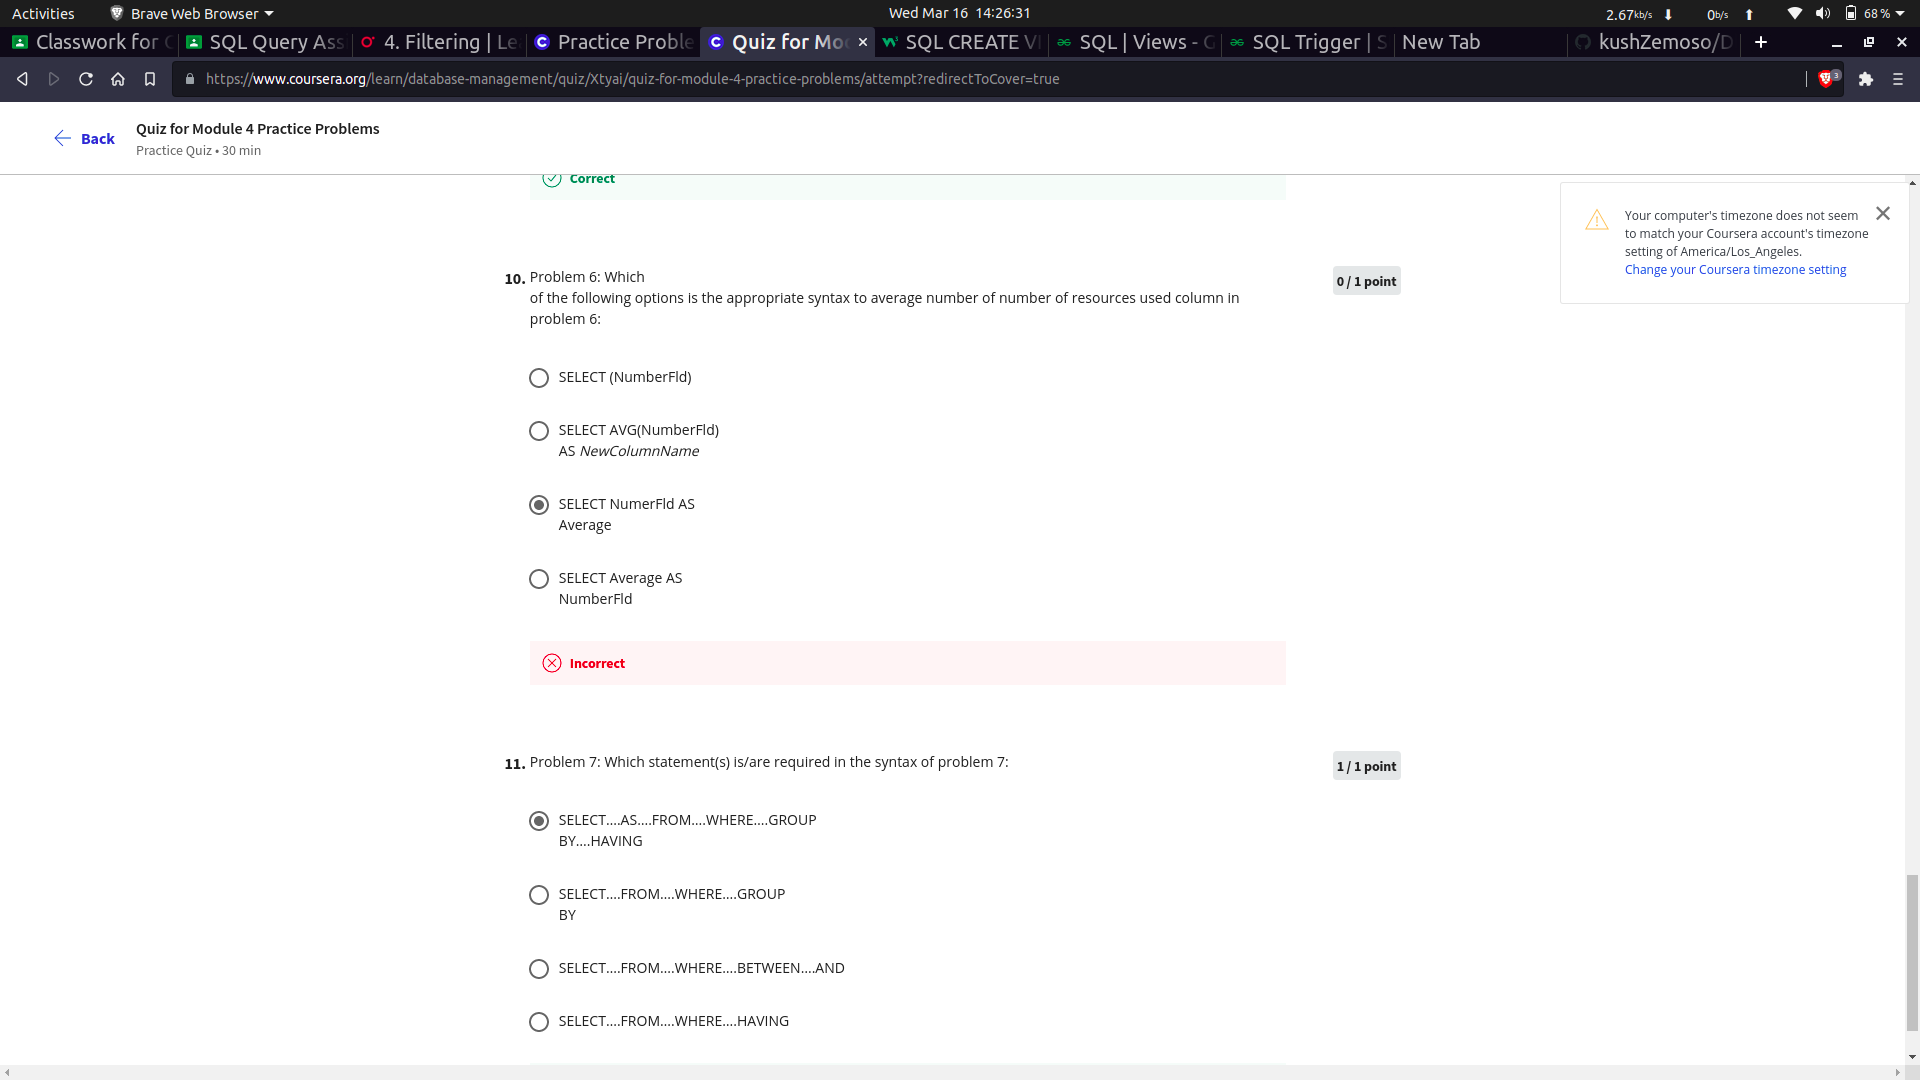 Activities
Brave Web Browser
Wed Mar 16 14:26:31
2.67kb/s
0b/s
68 %
Classwork for
SQL Query Ass
4. Filtering | Le
Practice Proble
Quiz for Mo
SQL CREATE VI
SQL | Views - G
SQL Trigger | S
New Tab
kushZemoso/D
https://www.coursera.org/learn/database-management/quiz/Xtyai/quiz-for-module-4-practice-problems/attempt?redirectToCover=true
3
Back
Quiz for Module 4 Practice Problems
Practice Quiz • 30 min
Correct
Your computer's timezone does not seem
to match your Coursera account's timezone
setting of America/Los_Angeles.
Change your Coursera timezone setting
10. Problem 6: Which
of the following options is the appropriate syntax to average number of number of resources used column in
problem 6:
0 / 1 point
SELECT (NumberFld)
SELECT AVG(NumberFld)
AS NewColumnName
SELECT NumerFld AS
Average
SELECT Average AS
NumberFld
Incorrect
11. Problem 7: Which statement(s) is/are required in the syntax of problem 7:
1 / 1 point
SELECT....AS....FROM....WHERE....GROUP
BY....HAVING
SELECT....FROM....WHERE....GROUP
BY
SELECT....FROM....WHERE....BETWEEN....AND
SELECT....FROM....WHERE....HAVING